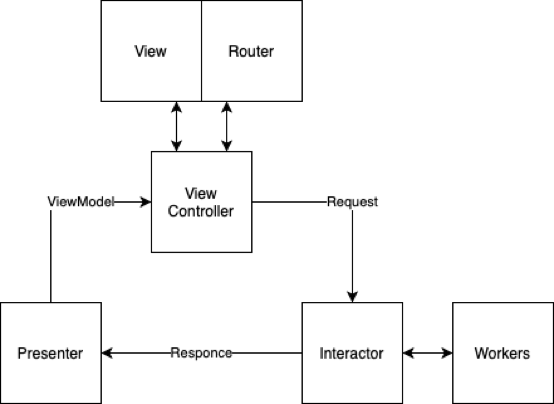 View
Router
View
Controller
ViewModel
Request
Presenter
Responce
Interactor
Workers